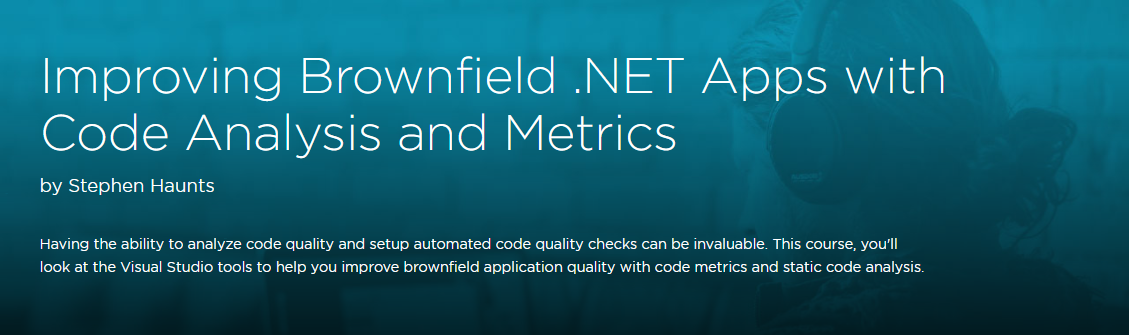 Improving Brownfield .NET Apps with
Code Analysis and Metrics
by Stephen Haunts
Having the ability to analyze code quality and setup automated code quality checks can be invaluable. This course, you'll
look at the Visual Studio tools to help you improve brownfield application quality with code metrics and static code analysis.